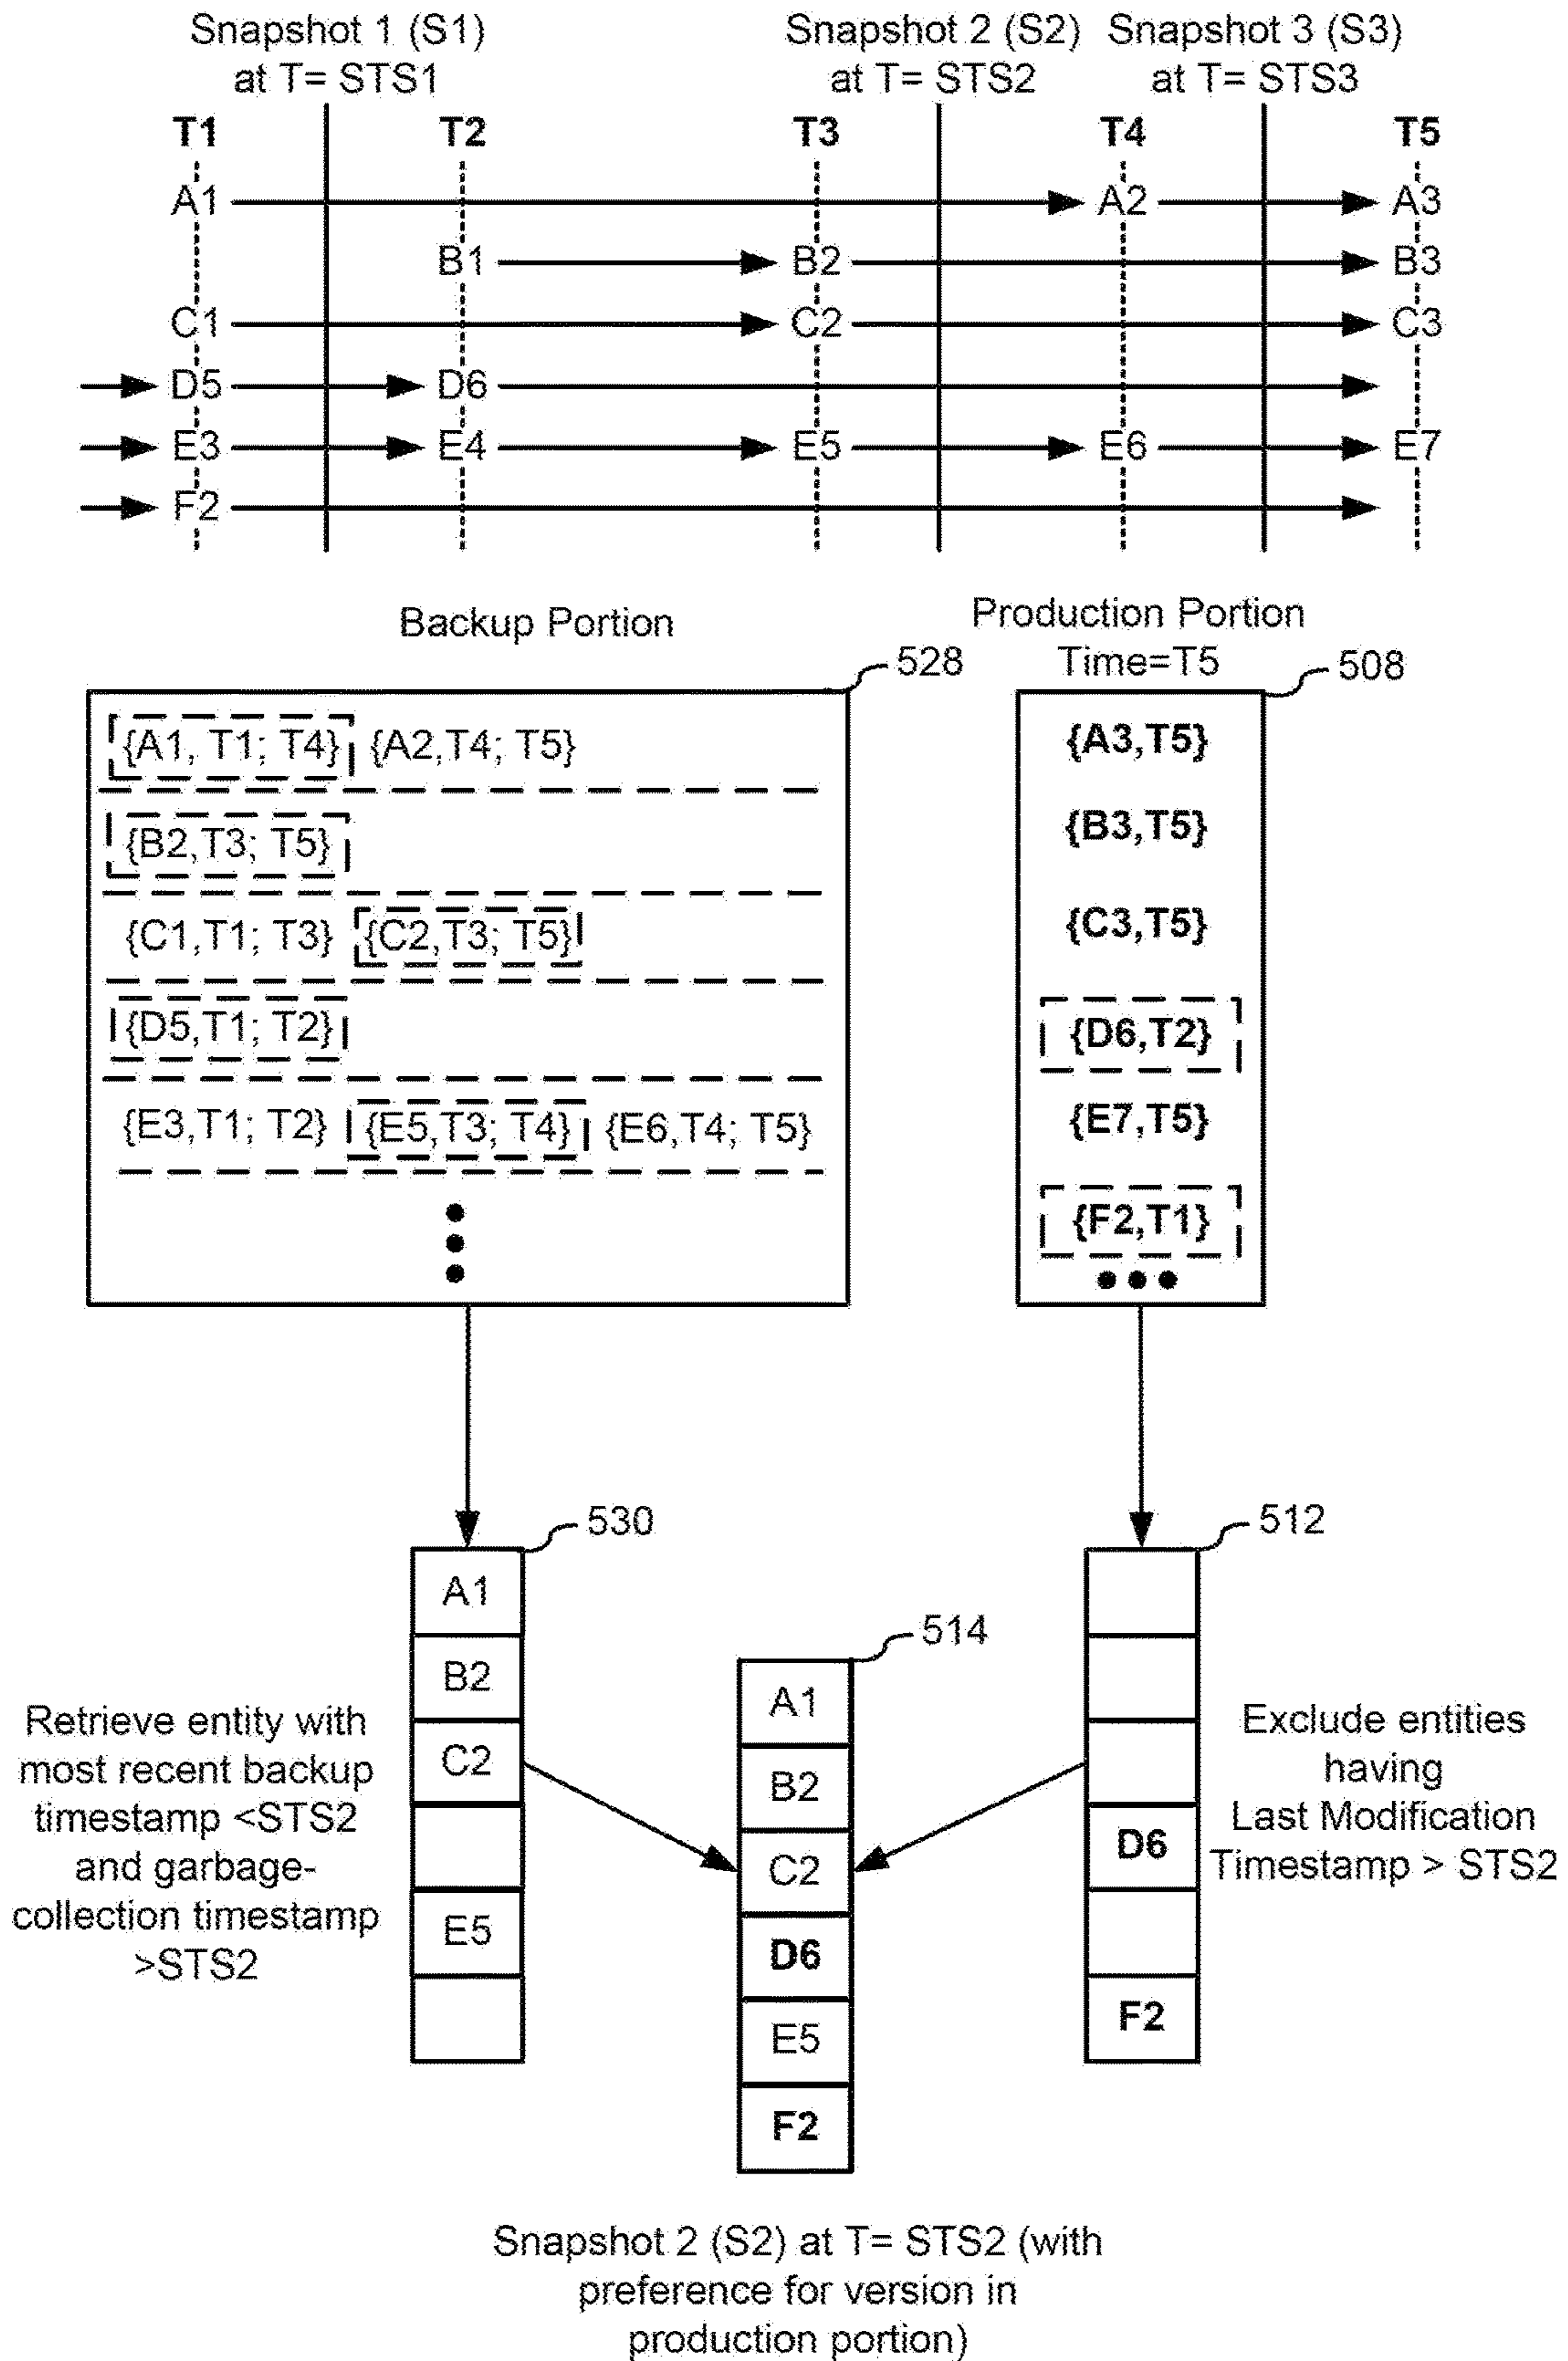 Snapshot 1 (S1)
at T= STS1
Snapshot 2 (S2)
at T= STS2
Snapshot 3 (S3)
at T= STS3
T1 T2 T3 T4 T5
A1 A2 A3
B1 B2 B3
C1 C2 C3
D5 D6
E3 E4 E5 E6 E7
F2
Backup Portion
528
{A1, T1; T4} {A2,T4; T5}
{B2,T3; T5}
{C1,T1; T3} {C2,T3; T5}
{D5,T1; T2}
{E3,T1; T2} {E5,T3; T4} {E6,T4; T5}
Production Portion
Time=T5
508
{A3,T5}
{B3,T5}
{C3,T5}
{D6,T2}
{E7,T5}
{F2,T1}
530
A1
B2
C2
E5
Retrieve entity with
most recent backup
timestamp <STS2
and garbage-
collection timestamp
>STS2
514
A1
B2
C2
D6
E5
F2
512
D6
F2
Exclude entities
having
Last Modification
Timestamp > STS2
Snapshot 2 (S2) at T= STS2 (with
preference for version in
production portion)